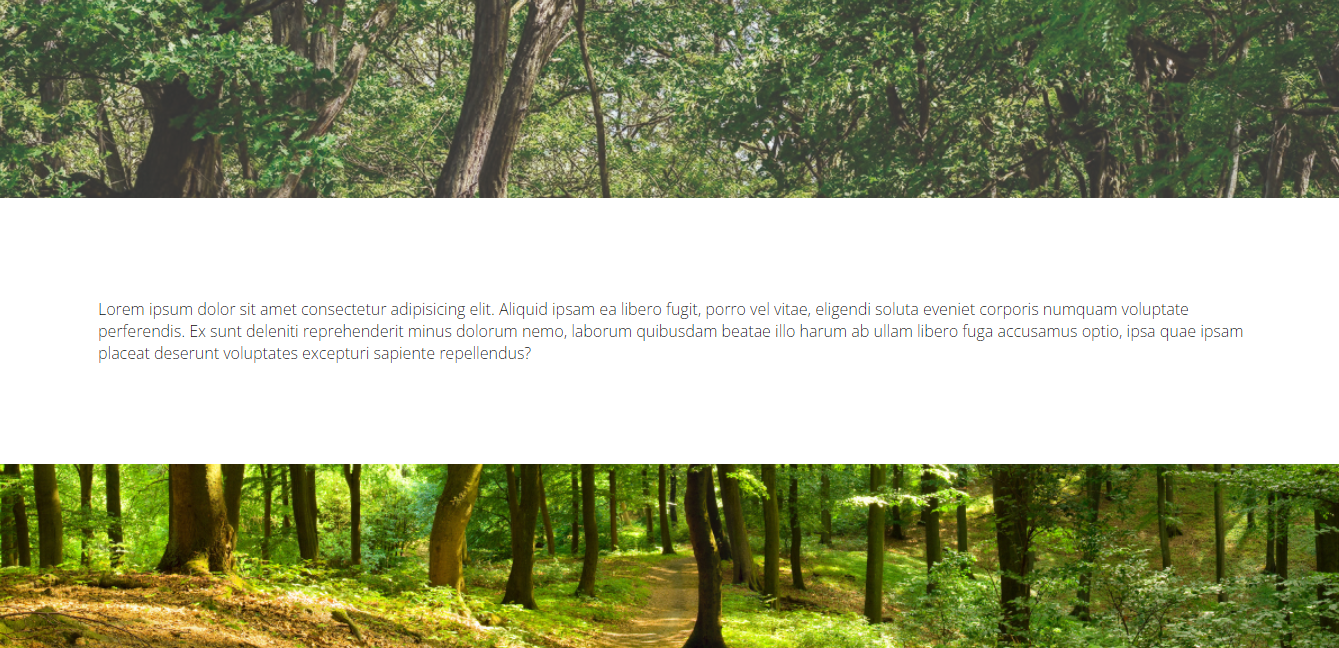 Lorem ipsum dolor sit amet consectetur adipisicing elit. Aliquid ipsam ea libero fugit, porro vel vitae, eligendi soluta eveniet corporis numquam voluptate
perferendis. Ex sunt deleniti reprehenderit minus dolorum nemo, laborum quibusdam beatae illo harum ab ullam libero fuga accusamus optio, ipsa quae ipsam
placeat deserunt voluptates excepturi sapiente repellendus?